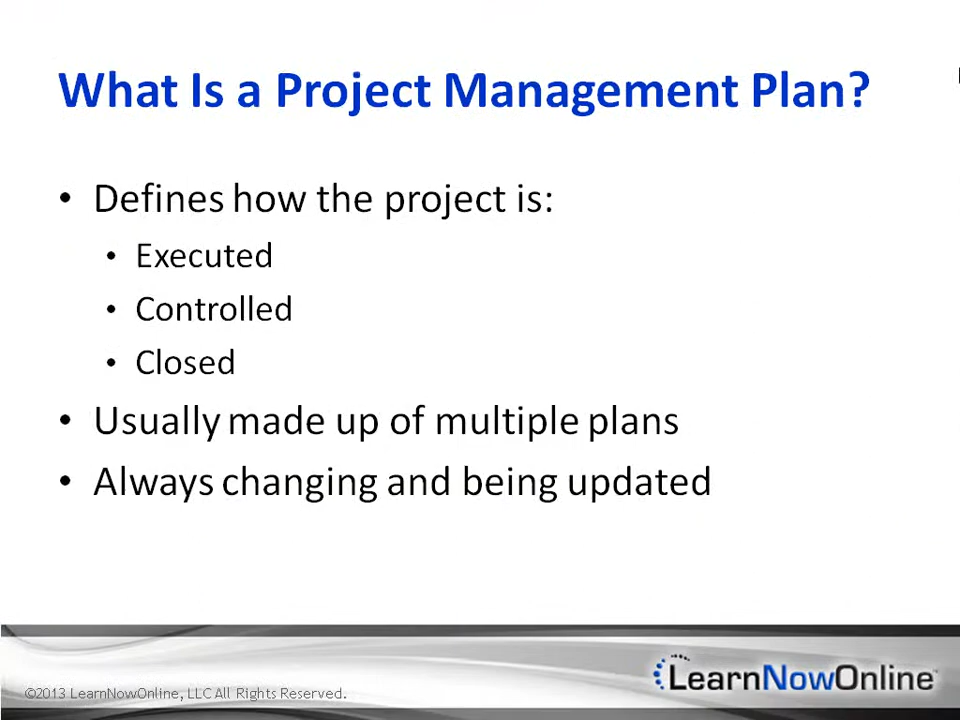 What Is a Project Management Plan?
• Defines how the project is:
• Executed
• Controlled
• Closed
• Usually made up of multiple plans
• Always changing and being updated
©2013 LearnNowOnline, LLC All Rights Reserved.
LearnNowOnline